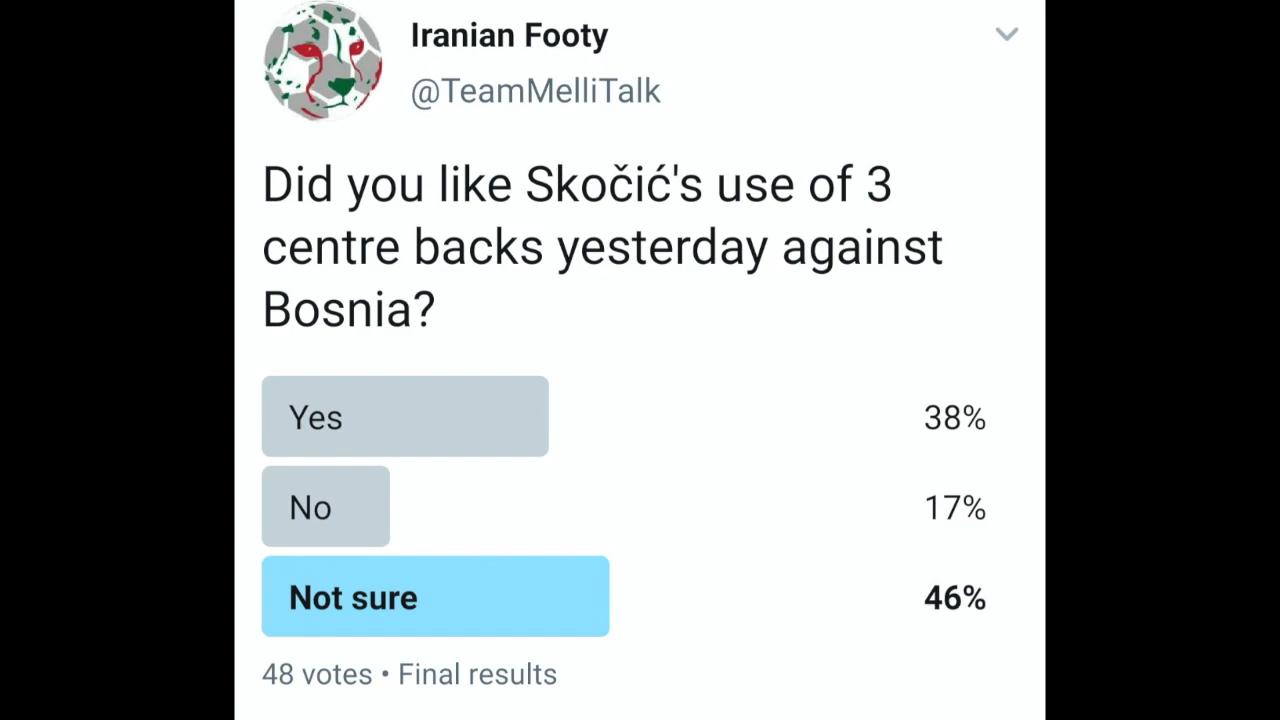 Iranian Footy
@TeamMelliTalk
Did you like Skočić's use of 3
centre backs yesterday against
Bosnia?
Yes 38%
No 17%
Not sure 46%
48 votes • Final results